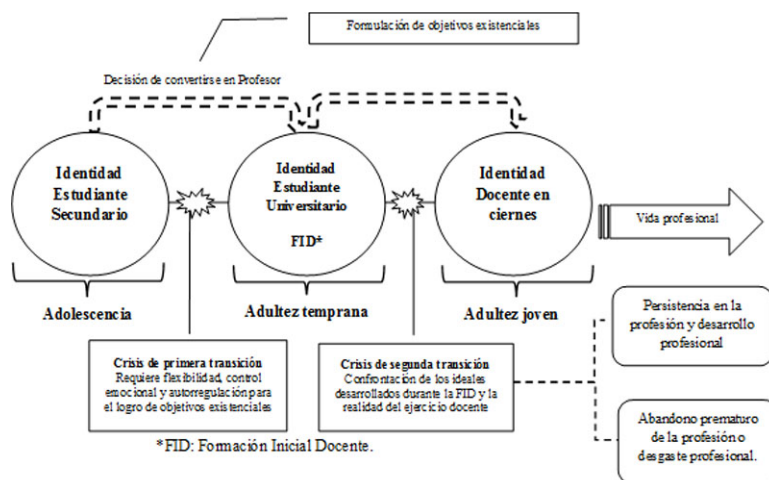 Formulación de objetivos existenciales
Decisión de convertirse en Profesor
Identidad
Estudiante
Secundario
Identidad
Estudiante
Universitario
FID*
Identidad
Docente en
ciernes
Vida profesional
Adolescencia
Adultez temprana
Adultez joven
Crisis de primera transición
Requiere flexibilidad, control
emocional y autorregulación para
el logro de objetivos existenciales
Crisis de segunda transición
Confrontación de los ideales
desarrollados durante la FID y la
realidad del ejercicio docente
Persistencia en la
profesión y desarrollo
profesional
Abandono prematuro
de la profesión o
desgaste profesional.
*FID: Formación Inicial Docente.